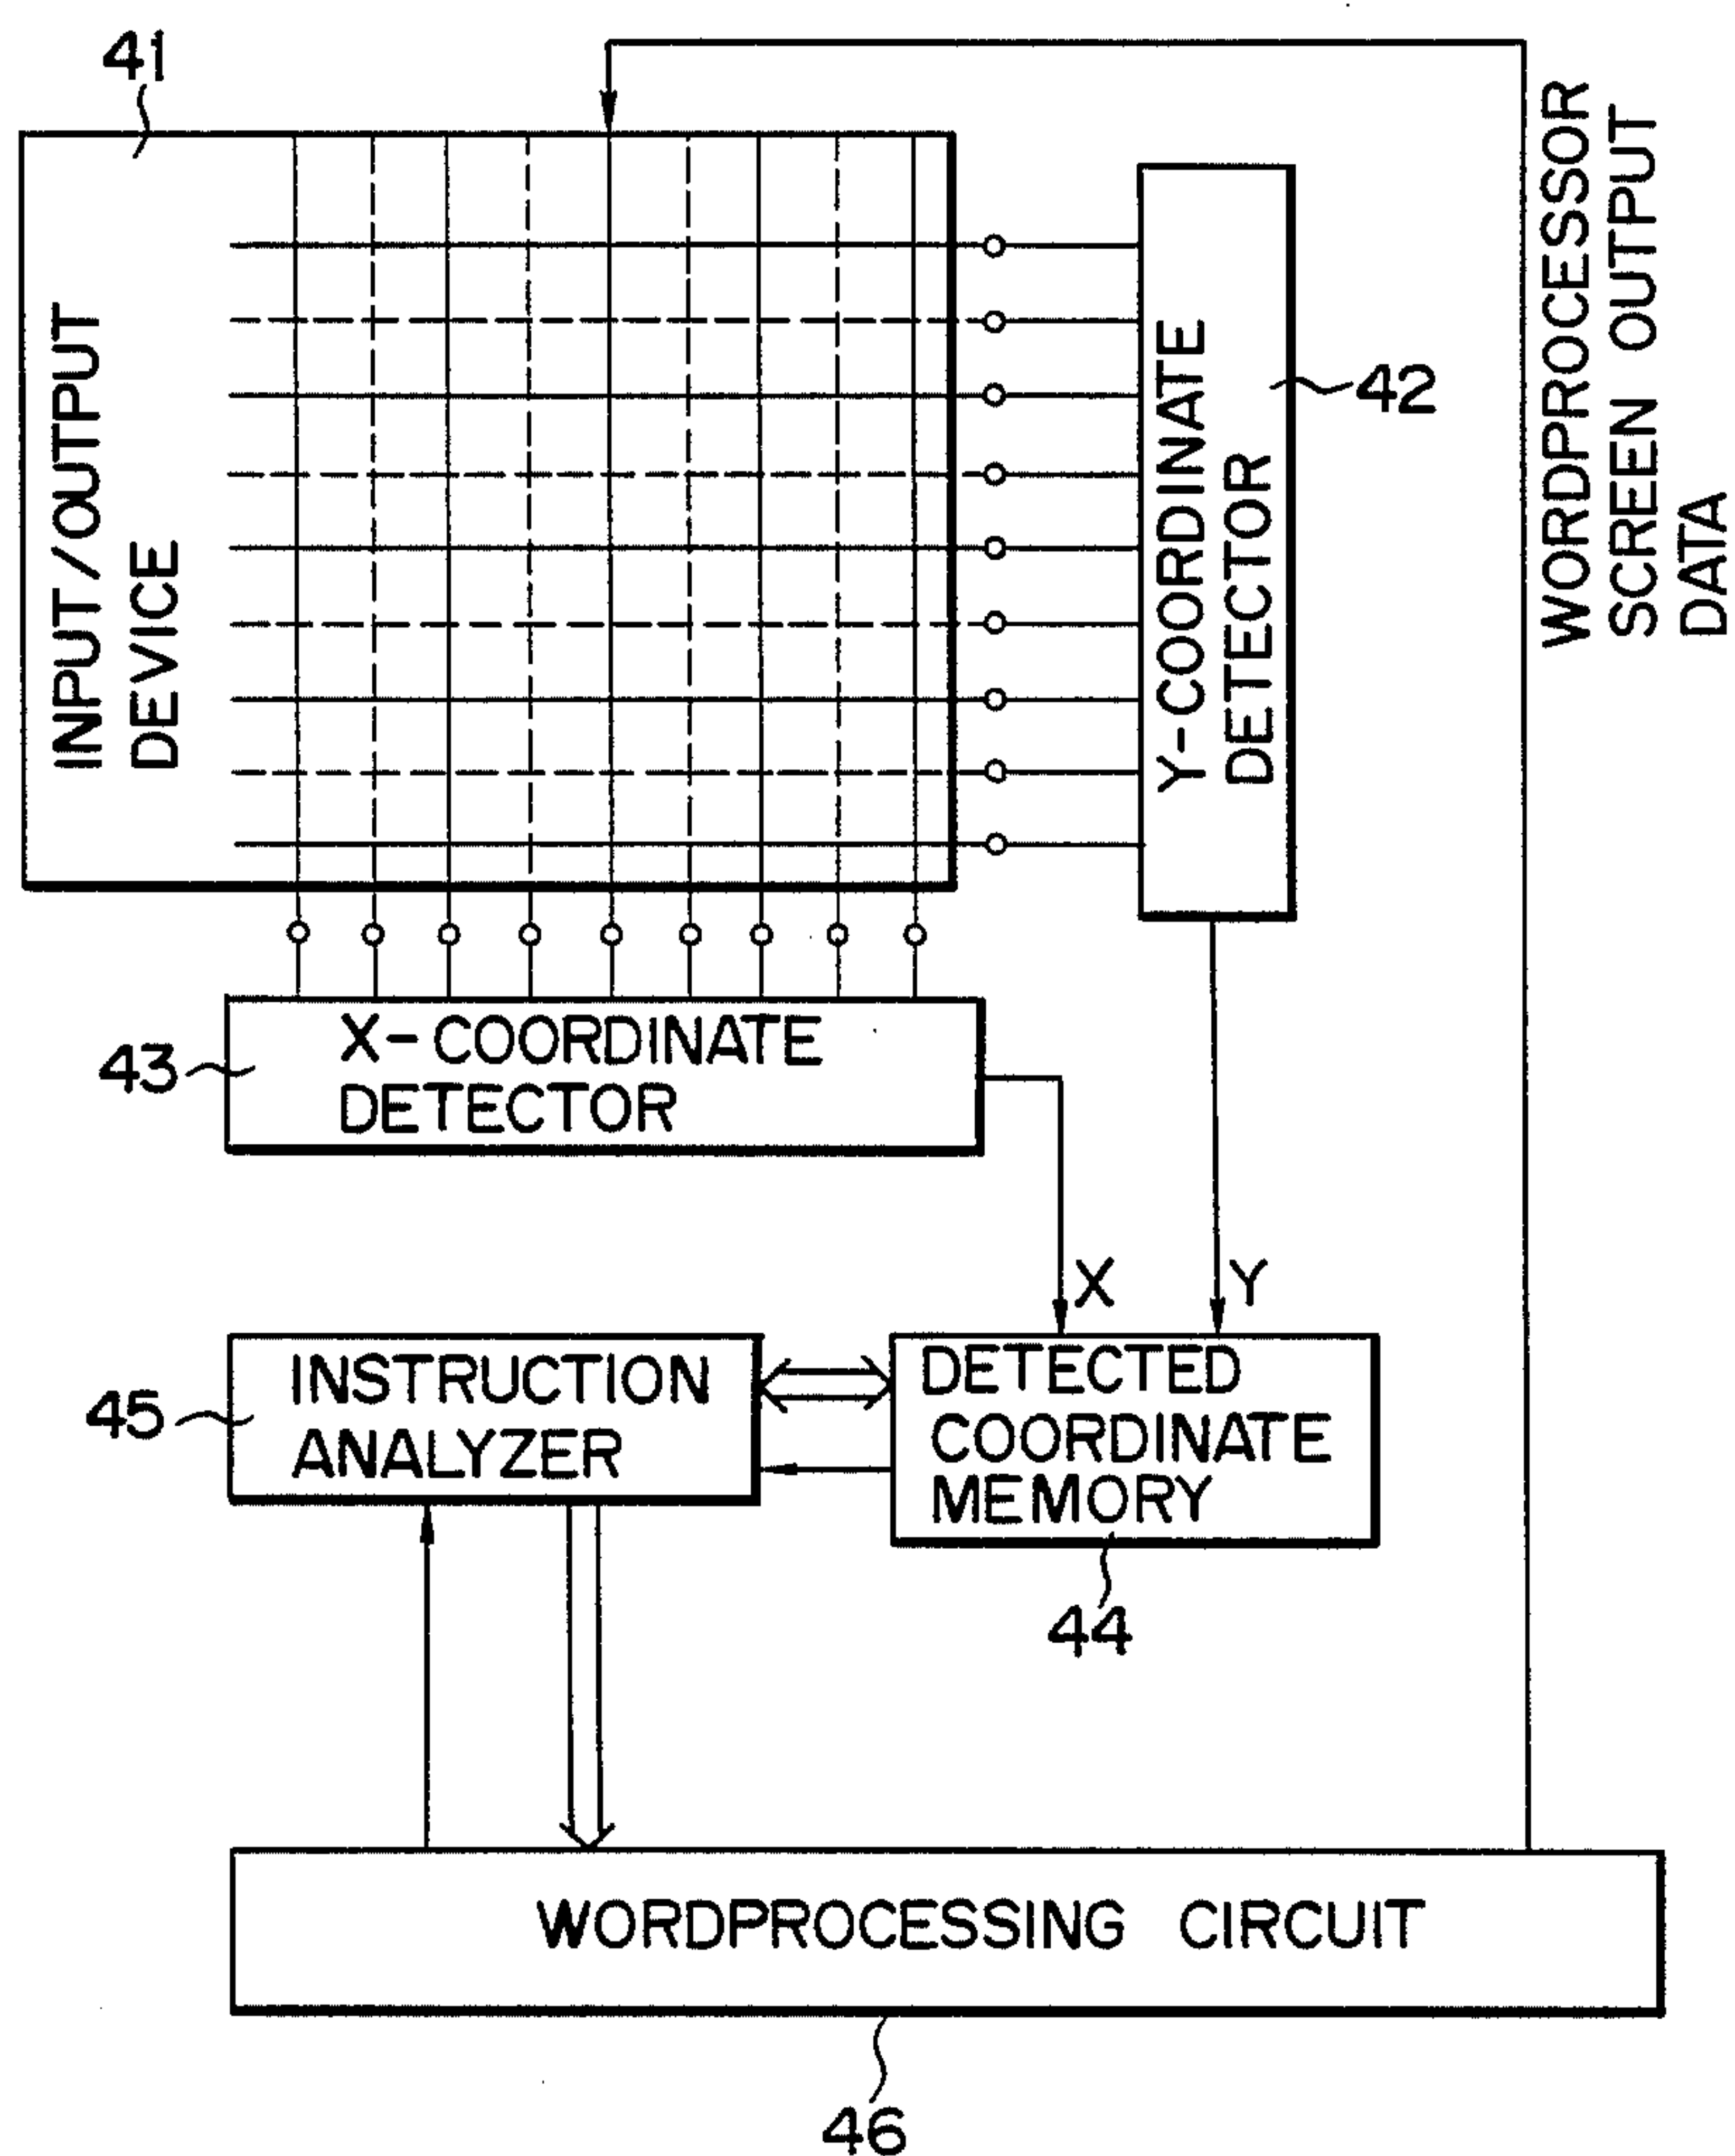 41
INPUT/OUTPUT
DEVICE
Y-COORDINATE
DETECTOR
42
WORDPROCESSOR
SCREEN OUTPUT
DATA
43
X-COORDINATE
DETECTOR
X
Y
45
INSTRUCTION
ANALYZER
DETECTED
COORDINATE
MEMORY
44
WORDPROCESSING CIRCUIT
46